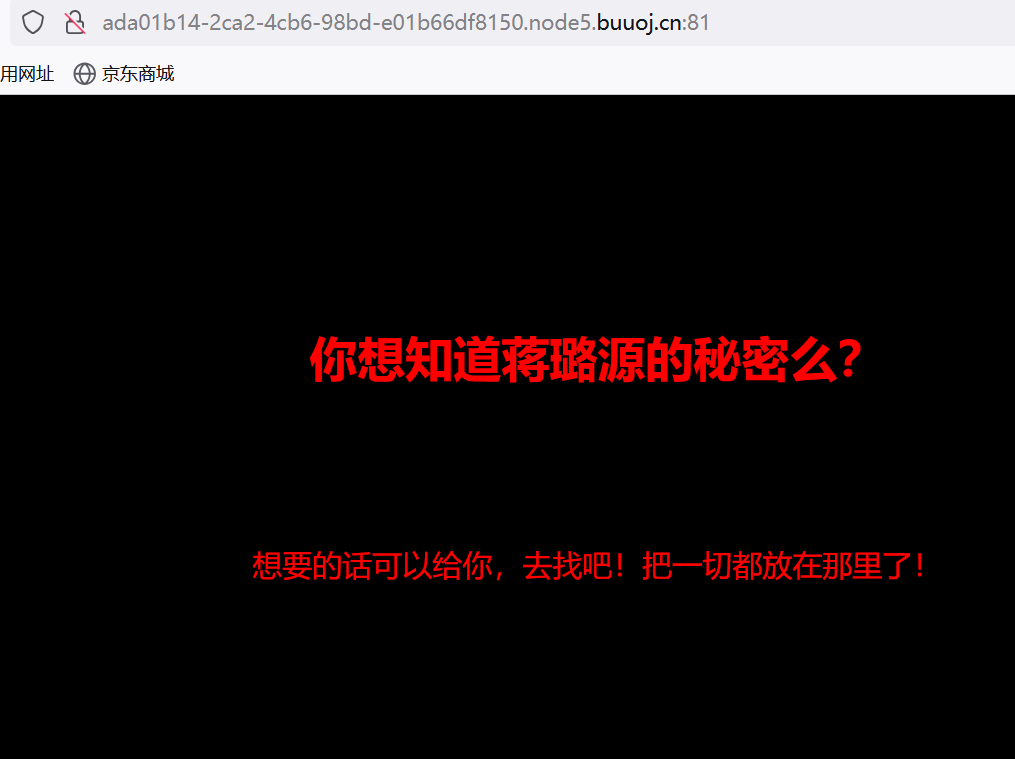 ada01b14-2ca2-4cb6-98bd-e01b66df8150.node5.buuoj.cn:81
用网址 京东商城
你想知道蒋璐源的秘密么?
想要的话可以给你，去找吧！把一切都放在那里了！